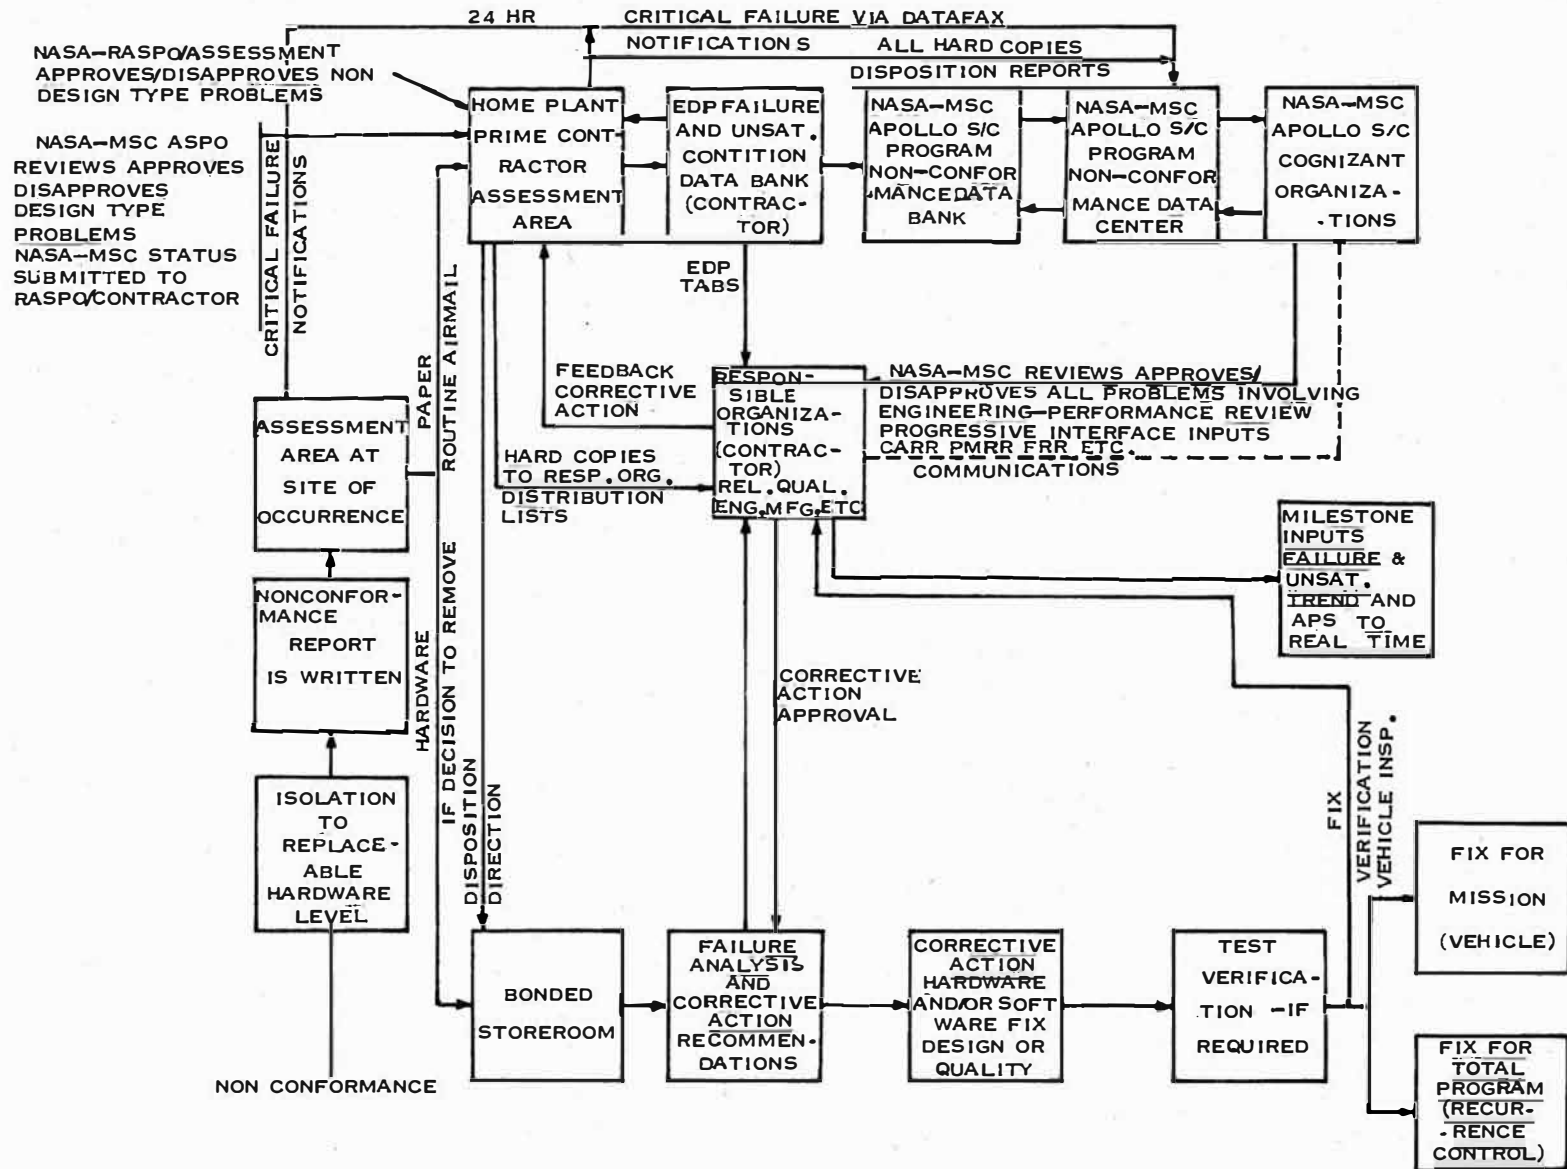 24 HR CRITICAL FAILURE VIA DATAFAX
NOTIFICATIONS ALL HARD COPIES
DISPOSITION REPORTS
NASA-RASPO/ASSESSMENT
APPROVES/DISAPPROVES NON
DESIGN TYPE PROBLEMS
NASA-MSC ASPO
REVIEWS APPROVES
DISAPPROVES
DESIGN TYPE
PROBLEMS
NASA-MSC STATUS
SUBMITTED TO
RASPO/CONTRACTOR
CRITICAL FAILURE
NOTIFICATIONS
HOME PLANT
PRIME CONT-
RACTOR
ASSESSMENT
AREA
EDP FAILURE
AND UNSAT.
CONTITION
DATA BANK
(CONTRAC-
TOR)
NASA-MSC
APOLLO S/C
PROGRAM
NON-CONFOR
-MANCE DATA
BANK
NASA-MSC
APOLLO S/C
PROGRAM
NON-CONFOR
MANCE DATA
CENTER
NASA-MSC
APOLLO S/C
COGNIZANT
ORGANIZA-
-TIONS
EDP
TABS
PAPER
ROUTINE AIRMAIL
FEEDBACK
CORRECTIVE
ACTION
RESPON-
SIBLE
ORGANIZA-
TIONS
(CONTRAC-
TOR)
REL. QUAL.
ENG. MFG. ETC
NASA-MSC REVIEWS APPROVES/
DISAPPROVES ALL PROBLEMS INVOLVING
ENGINEERING-PERFORMANCE REVIEW
PROGRESSIVE INTERFACE INPUTS
CARR PMRR FRR ETC.
COMMUNICATIONS
HARD COPIES
TO RESP. ORG.
DISTRIBUTION
LISTS
ASSESSMENT
AREA AT
SITE OF
OCCURRENCE
MILESTONE
INPUTS
FAILURE &
UNSAT.
TREND AND
APS TO
REAL TIME
NONCONFOR-
MANCE
REPORT
IS WRITTEN
HARDWARE
IF DECISION TO REMOVE
CORRECTIVE
ACTION
APPROVAL
ISOLATION
TO
REPLACE-
ABLE
HARDWARE
LEVEL
DISPOSITION
DIRECTION
FIX
VERIFICATION
VEHICLE INSP.
FIX FOR
MISSION
(VEHICLE)
BONDED
STOREROOM
FAILURE
ANALYSIS
AND
CORRECTIVE
ACTION
RECOMMEN-
DATIONS
CORRECTIVE
ACTION
HARDWARE
AND/OR SOFT
WARE FIX
DESIGN OR
QUALITY
TEST
VERIFICA-
TION -IF
REQUIRED
FIX FOR
TOTAL
PROGRAM
(RECUR-
-RENCE
CONTROL)
NON CONFORMANCE